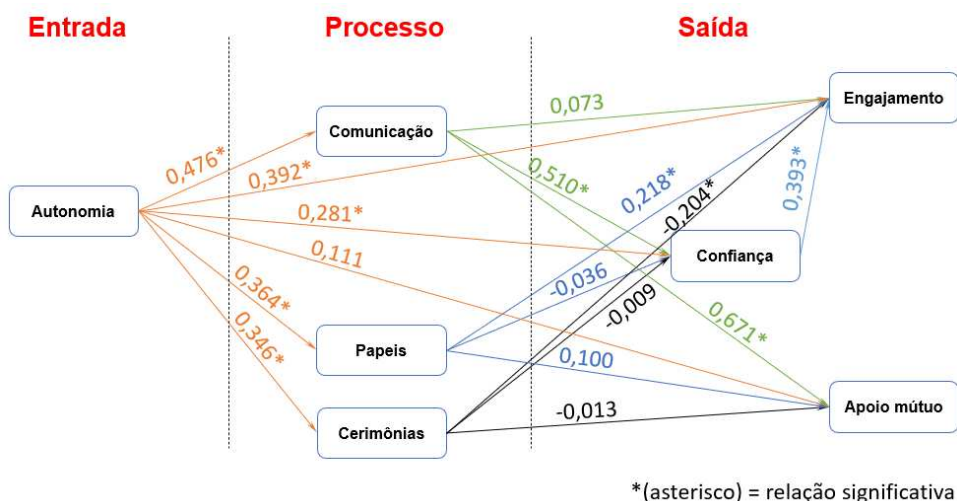 Entrada
Processo
Saída
Comunicação
0,073
Engajamento
0,476*
0,392*
0,510*
0,218*
-0,204*
0,393*
Autonomia
0,281*
0,111
Confiança
-0,036
-0,009
0,364*
0,346*
0,671*
Papeis
0,100
-0,013
Apoio mútuo
Cerimônias
*(asterisco) = relação significativa